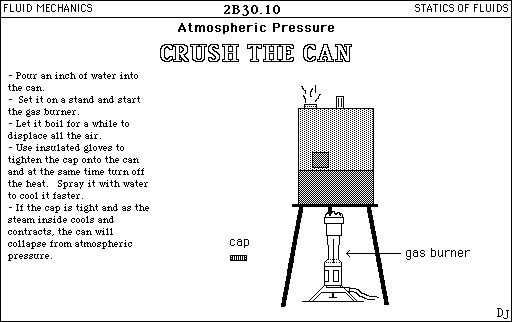 FLUID MECHANICS
2B30.10
STATICS OF FLUIDS
Atmospheric Pressure
CRUSH THE CAN
- Pour an inch of water into
the can.
- Set it on a stand and start
the gas burner.
- Let it boil for a while to
displace all the air.
- Use insulated gloves to
tighten the cap onto the can
and at the same time turn off
the heat. Spray it with water
to cool it faster.
- If the cap is tight and as the
steam inside cools and
contracts, the can will
collapse from atmospheric
pressure.
cap
gas burner
DJ